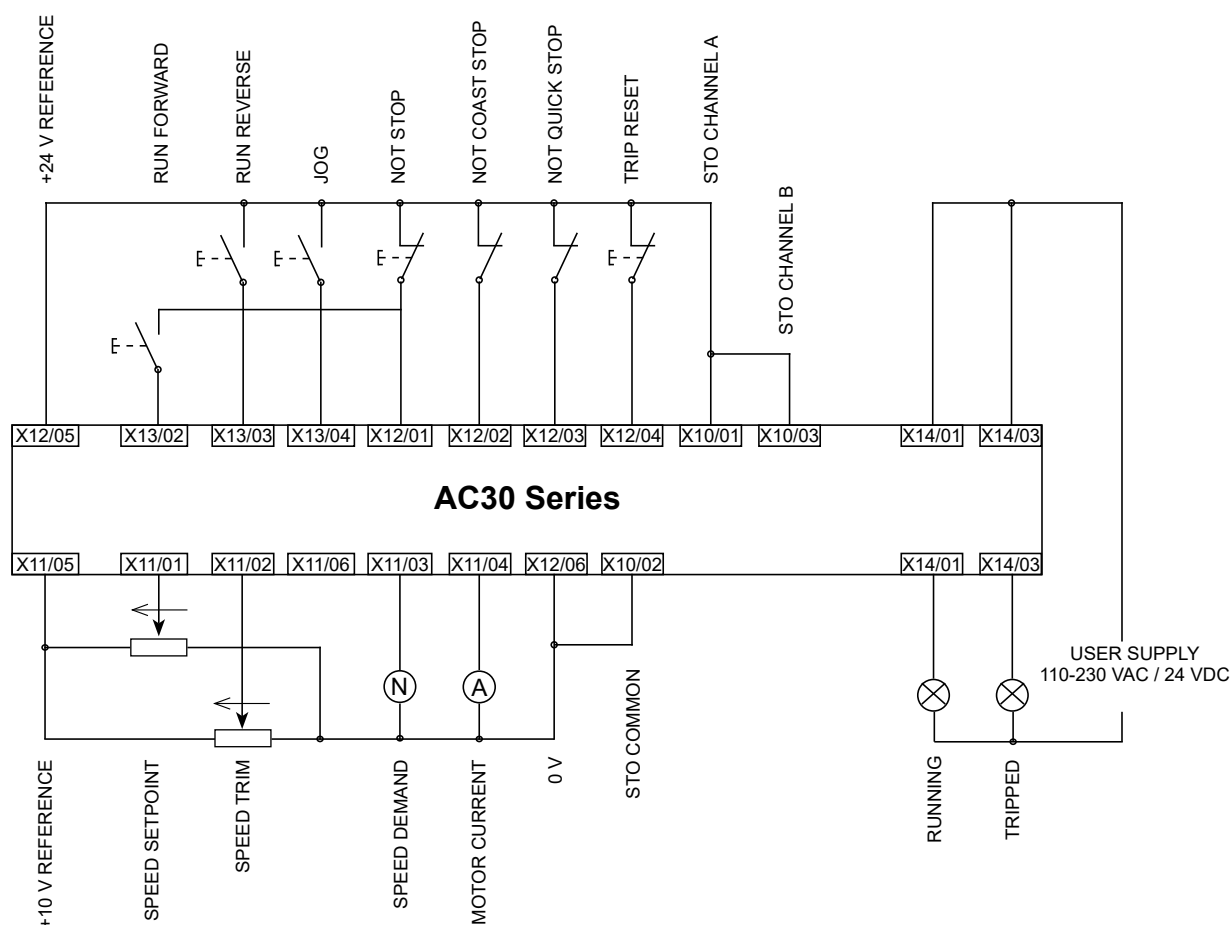 +24 V REFERENCE
RUN FORWARD
RUN REVERSE
JOG
NOT STOP
NOT COAST STOP
NOT QUICK STOP
TRIP RESET
STO CHANNEL A
STO CHANNEL B
X12/05
X13/02
X13/03
X13/04
X12/01
X12/02
X12/03
X12/04
X10/01
X10/03
X14/01
X14/03
AC30 Series
X11/05
X11/01
X11/02
X11/06
X11/03
X11/04
X12/06
X10/02
X14/01
X14/03
N
A
USER SUPPLY
110-230 VAC / 24 VDC
+10 V REFERENCE
SPEED SETPOINT
SPEED TRIM
SPEED DEMAND
MOTOR CURRENT
0 V
STO COMMON
RUNNING
TRIPPED